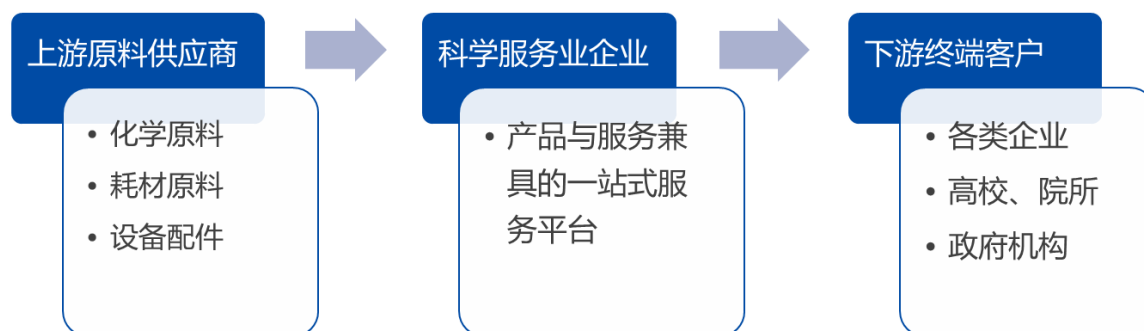 上游原料供应商
• 化学原料
• 耗材原料
• 设备配件
科学服务业企业
• 产品与服务兼
具的一站式服
务平台
下游终端客户
• 各类企业
• 高校、院所
• 政府机构